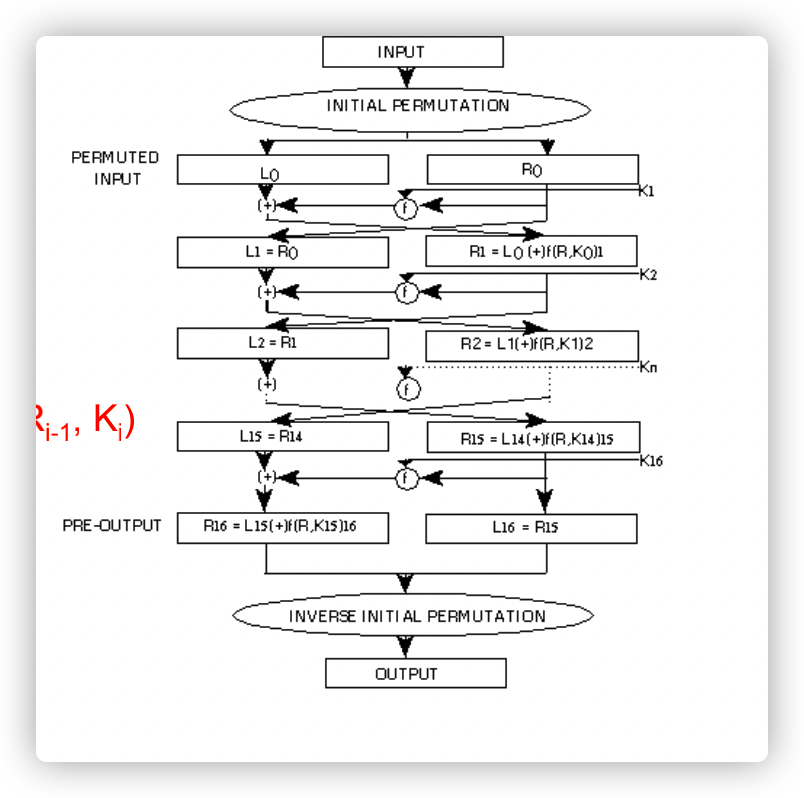 INPUT
INITIAL PERMUTATION
PERMUTED
INPUT
L0
R0
K1
(+)
f
L1 = R0
R1 = L0 (+)f(R,K0)1
K2
(+)
f
L2 = R1
R2 = L1(+)f(R,K1)2
Kn
(+)
f
Ri-1, Ki)
L15 = R14
R15 = L14(+)f(R,K14)15
K16
(+)
f
PRE-OUTPUT
R16 = L15(+)f(R,K15)16
L16 = R15
INVERSE INITIAL PERMUTATION
OUTPUT